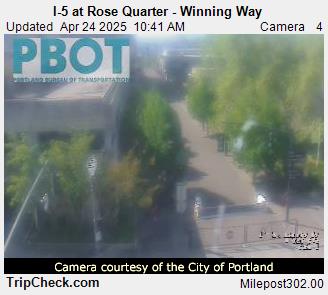 I-5 at Rose Quarter - Winning Way
Updated Apr 24 2025 10:41 AM Camera 4
PBOT
PORTLAND BUREAU OF TRANSPORTATION
Camera courtesy of the City of Portland
TripCheck.com Milepost302.00